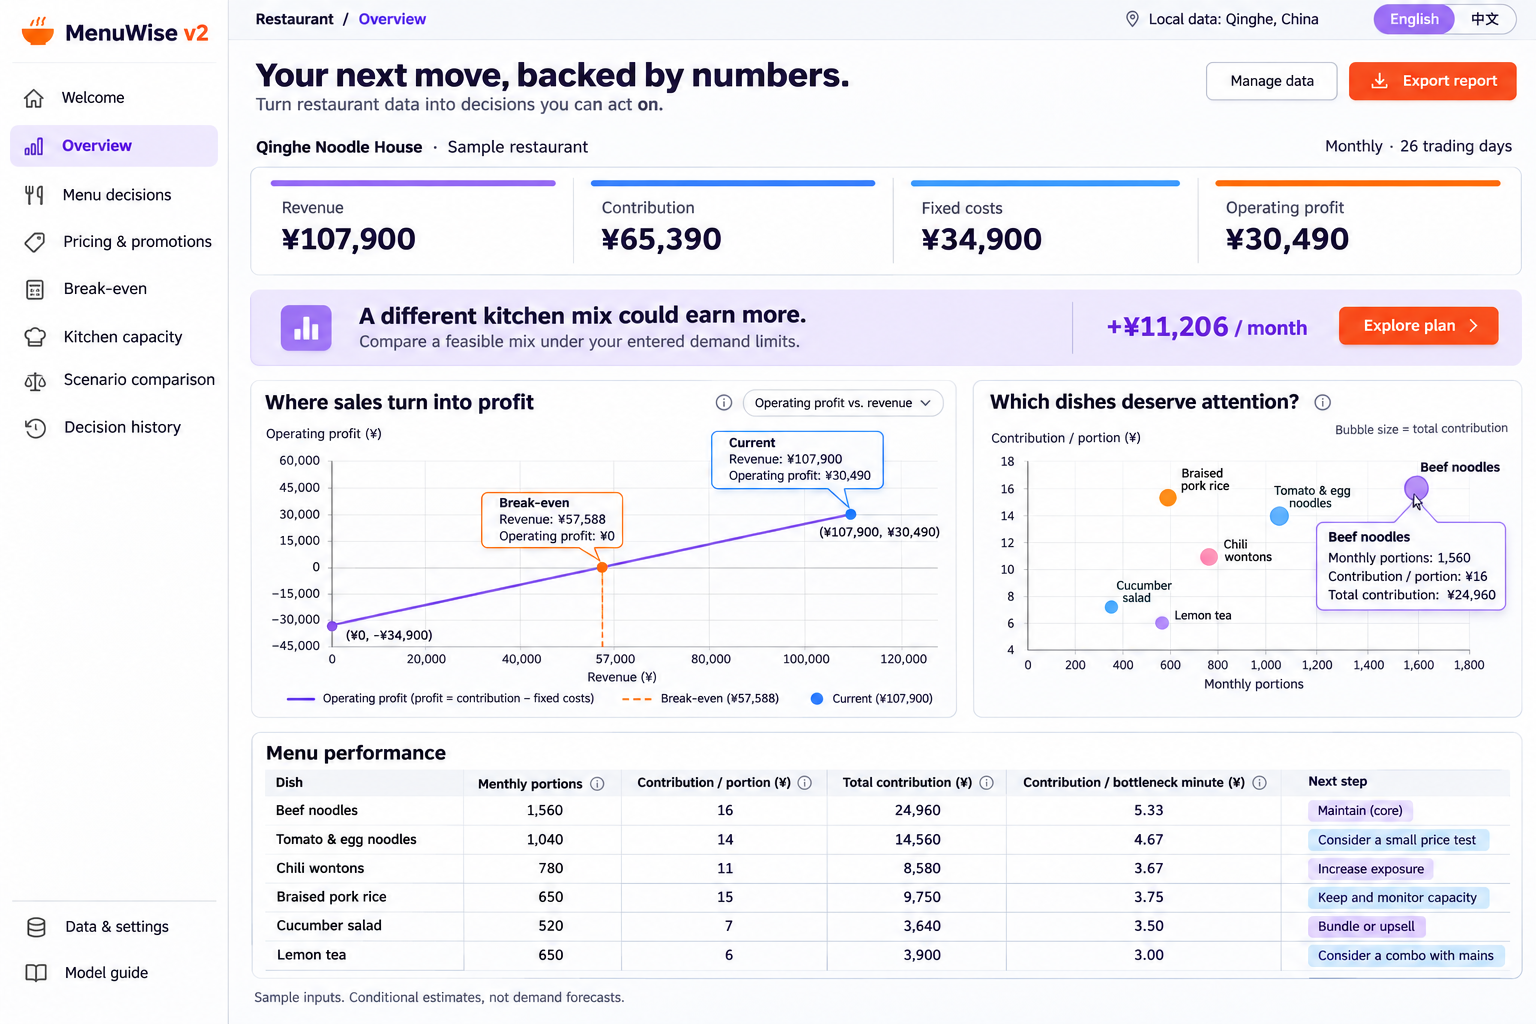 MenuWise v2
Restaurant / Overview
Local data: Qinghe, China
English
中文
Welcome
Overview
Menu decisions
Pricing & promotions
Break-even
Kitchen capacity
Scenario comparison
Decision history
Data & settings
Model guide
Your next move, backed by numbers.
Turn restaurant data into decisions you can act on.
Manage data
Export report
Qinghe Noodle House · Sample restaurant
Monthly · 26 trading days
Revenue
¥107,900
Contribution
¥65,390
Fixed costs
¥34,900
Operating profit
¥30,490
A different kitchen mix could earn more.
Compare a feasible mix under your entered demand limits.
+¥11,206 / month
Explore plan
Where sales turn into profit
Operating profit vs. revenue
Operating profit (¥)
60,000
45,000
30,000
15,000
0
−15,000
−30,000
−45,000
Current
Revenue: ¥107,900
Operating profit: ¥30,490
Break-even
Revenue: ¥57,588
Operating profit: ¥0
(¥107,900, ¥30,490)
(¥0, −¥34,900)
0 20,000 40,000 57,000 80,000 100,000 120,000
Revenue (¥)
Operating profit (profit = contribution − fixed costs)
Break-even (¥57,588)
Current (¥107,900)
Which dishes deserve attention?
Bubble size = total contribution
Contribution / portion (¥)
18
16
14
12
10
8
6
4
Braised
pork rice
Tomato & egg
noodles
Beef noodles
Chili
wontons
Cucumber
salad
Lemon tea
Beef noodles
Monthly portions: 1,560
Contribution / portion: ¥16
Total contribution: ¥24,960
0 200 400 600 800 1,000 1,200 1,400 1,600 1,800
Monthly portions
Menu performance
Dish Monthly portions Contribution / portion (¥) Total contribution (¥) Contribution / bottleneck minute (¥) Next step
Beef noodles 1,560 16 24,960 5.33 Maintain (core)
Tomato & egg noodles 1,040 14 14,560 4.67 Consider a small price test
Chili wontons 780 11 8,580 3.67 Increase exposure
Braised pork rice 650 15 9,750 3.75 Keep and monitor capacity
Cucumber salad 520 7 3,640 3.50 Bundle or upsell
Lemon tea 650 6 3,900 3.00 Consider a combo with mains
Sample inputs. Conditional estimates, not demand forecasts.